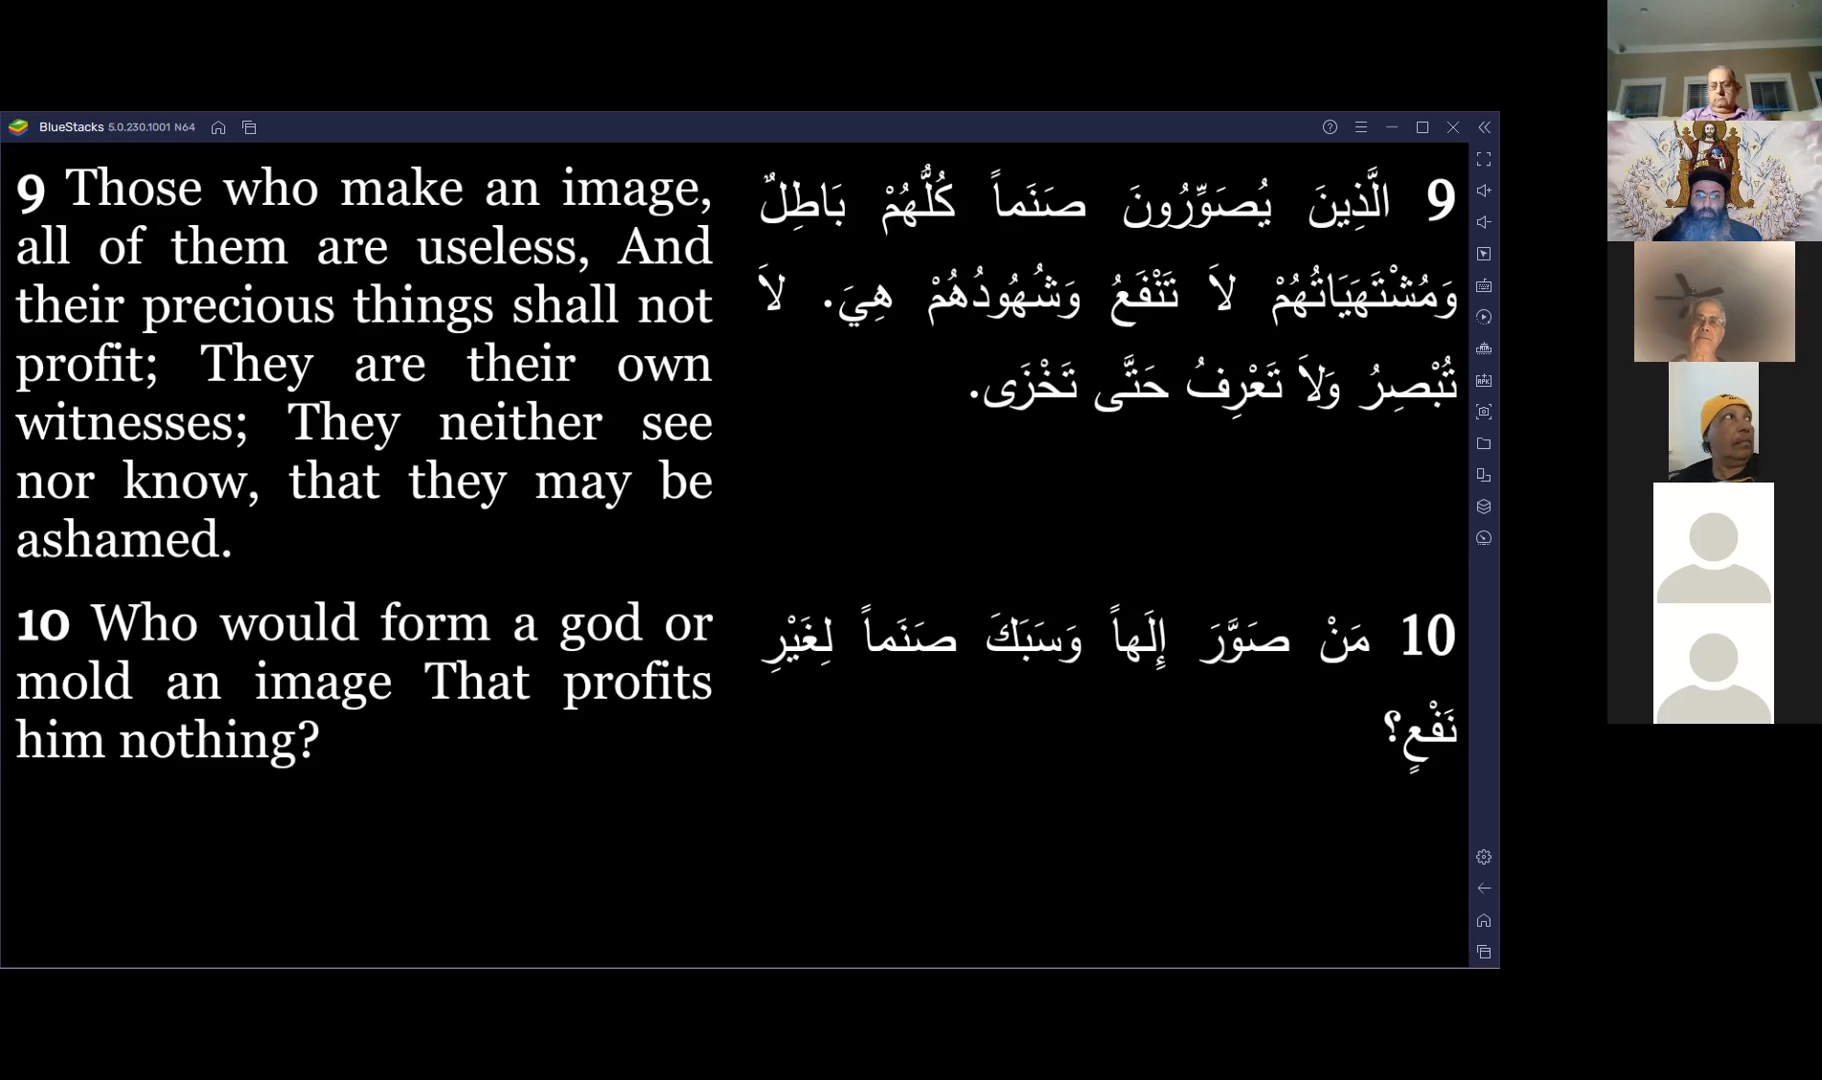 BlueStacks 5.0.230.1001 N64
9 Those who make an image,
all of them are useless, And
their precious things shall not
profit; They are their own
witnesses; They neither see
nor know, that they may be
ashamed.
9 الَّذِينَ يُصَوِّرُونَ صَنَماً كُلُّهُمْ بَاطِلٌ
وَمُشْتَهَيَاتُهُمْ لاَ تَنْفَعُ وَشُهُودُهُمْ هِيَ. لاَ
تُبْصِرُ وَلاَ تَعْرِفُ حَتَّى تَخْزَى.
10 Who would form a god or
mold an image That profits
him nothing?
10 مَنْ صَوَّرَ إِلَهاً وَسَبَكَ صَنَماً لِغَيْرِ
نَفْعٍ؟